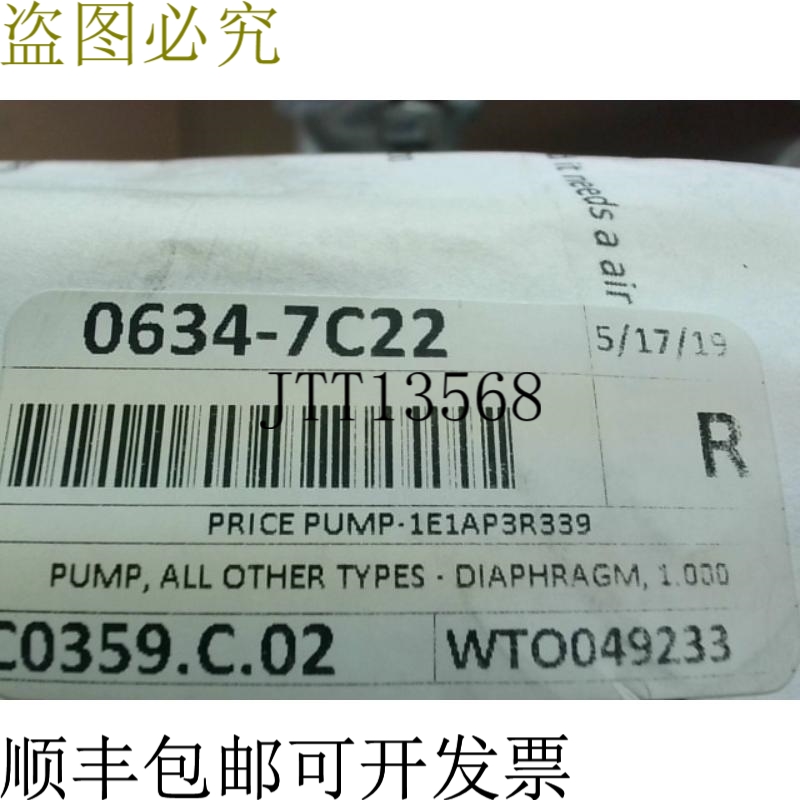 盗图必究
it needs a air
0634-7C22
5/17/19
JTT13568
R
PRICE PUMP-1E1AP3R339
PUMP, ALL OTHER TYPES - DIAPHRAGM, 1.000
C0359.C.02
WTO049233
顺丰包邮可开发票